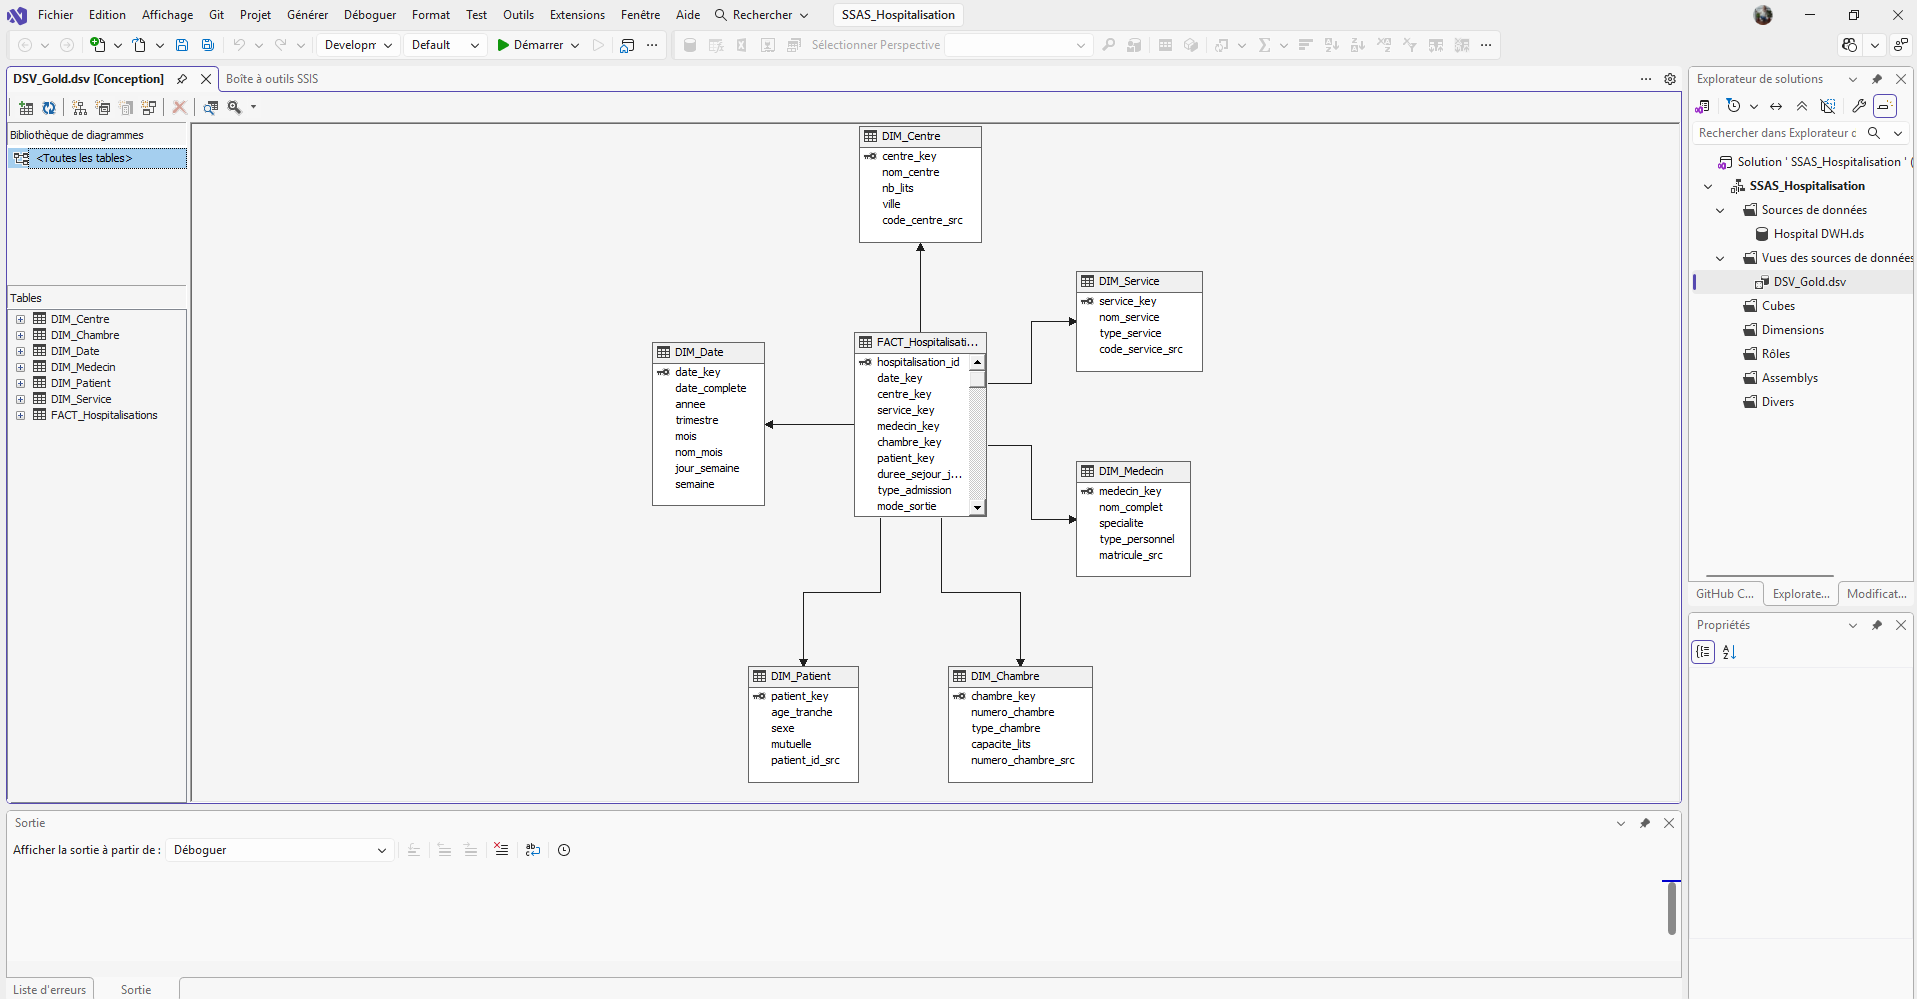 Fichier Edition Affichage Git Projet Générer Déboguer Format Test Outils Extensions Fenêtre Aide Rechercher SSAS_Hospitalisation
Developm Default Démarrer Sélectionner Perspective
DSV_Gold.dsv [Conception] Boîte à outils SSIS
Bibliothèque de diagrammes
<Toutes les tables>
Tables
DIM_Centre
DIM_Chambre
DIM_Date
DIM_Medecin
DIM_Patient
DIM_Service
FACT_Hospitalisations
DIM_Centre
centre_key
nom_centre
nb_lits
ville
code_centre_src
DIM_Service
service_key
nom_service
type_service
code_service_src
DIM_Date
date_key
date_complete
annee
trimestre
mois
nom_mois
jour_semaine
semaine
FACT_Hospitalisati...
hospitalisation_id
date_key
centre_key
service_key
medecin_key
chambre_key
patient_key
duree_sejour_j...
type_admission
mode_sortie
DIM_Medecin
medecin_key
nom_complet
specialite
type_personnel
matricule_src
DIM_Patient
patient_key
age_tranche
sexe
mutuelle
patient_id_src
DIM_Chambre
chambre_key
numero_chambre
type_chambre
capacite_lits
numero_chambre_src
Explorateur de solutions
Rechercher dans Explorateur c
Solution ' SSAS_Hospitalisation ' (
SSAS_Hospitalisation
Sources de données
Hospital DWH.ds
Vues des sources de données
DSV_Gold.dsv
Cubes
Dimensions
Rôles
Assemblys
Divers
GitHub C... Explorate... Modificat...
Propriétés
Sortie
Afficher la sortie à partir de : Déboguer
Liste d'erreurs Sortie